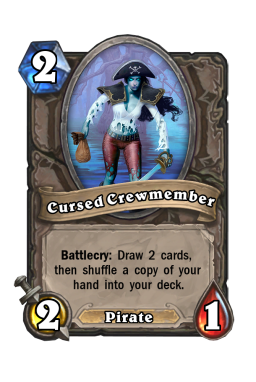 2
Cursed Crewmember
Battlecry: Draw 2 cards,
then shuffle a copy of your
hand into your deck.
2
Pirate
1